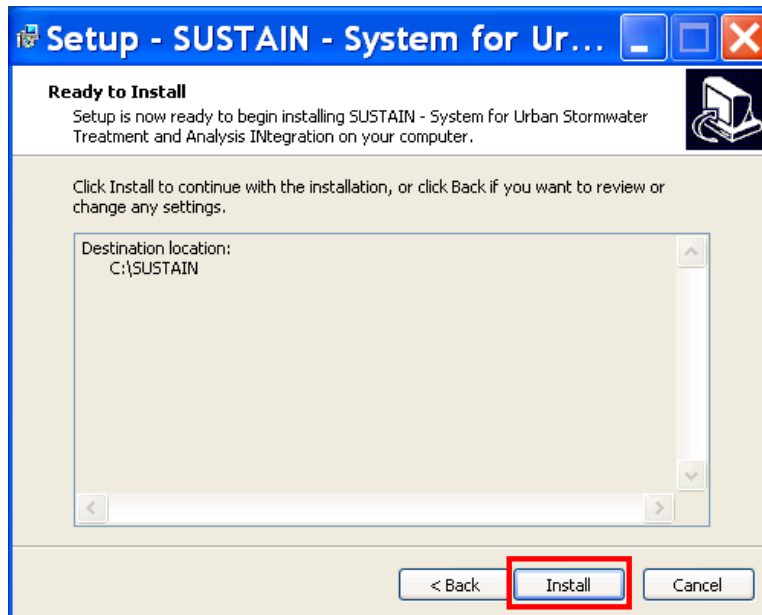 Setup - SUSTAIN - System for Ur...
Ready to Install
Setup is now ready to begin installing SUSTAIN - System for Urban Stormwater
Treatment and Analysis INtegration on your computer.
Click Install to continue with the installation, or click Back if you want to review or
change any settings.
Destination location:
C:\SUSTAIN
< Back Install Cancel